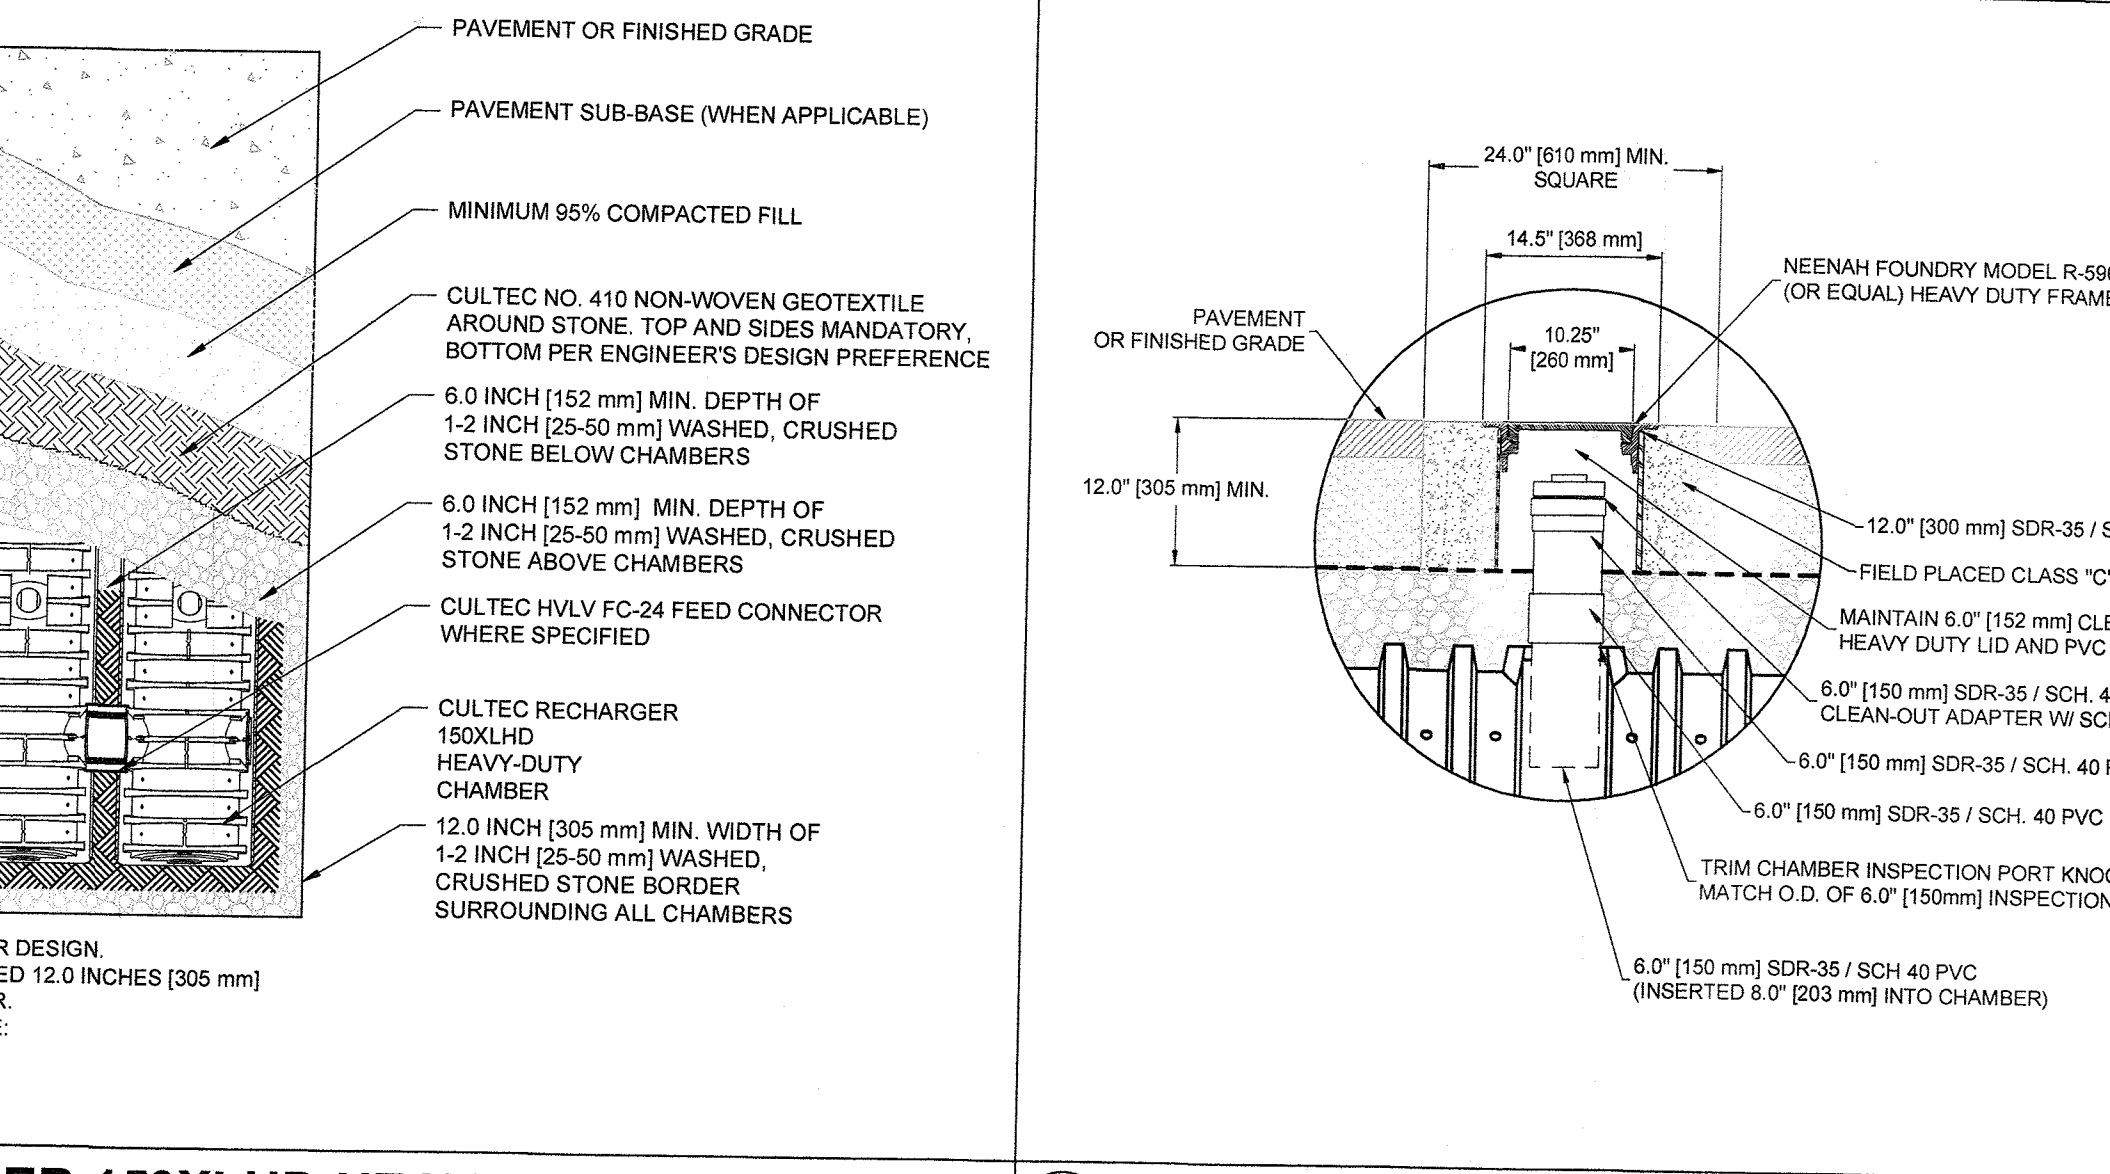 PAVEMENT OR FINISHED GRADE
PAVEMENT SUB-BASE (WHEN APPLICABLE)
MINIMUM 95% COMPACTED FILL
CULTEC NO. 410 NON-WOVEN GEOTEXTILE
AROUND STONE. TOP AND SIDES MANDATORY,
BOTTOM PER ENGINEER'S DESIGN PREFERENCE
6.0 INCH [152 mm] MIN. DEPTH OF
1-2 INCH [25-50 mm] WASHED, CRUSHED
STONE BELOW CHAMBERS
6.0 INCH [152 mm] MIN. DEPTH OF
1-2 INCH [25-50 mm] WASHED, CRUSHED
STONE ABOVE CHAMBERS
CULTEC HVLV FC-24 FEED CONNECTOR
WHERE SPECIFIED
CULTEC RECHARGER
150XLHD
HEAVY-DUTY
CHAMBER
12.0 INCH [305 mm] MIN. WIDTH OF
1-2 INCH [25-50 mm] WASHED,
CRUSHED STONE BORDER
SURROUNDING ALL CHAMBERS
R DESIGN.
ED 12.0 INCHES [305 mm]
R.
E:
24.0" [610 mm] MIN.
SQUARE
14.5" [368 mm]
10.25"
[260 mm]
PAVEMENT
OR FINISHED GRADE
12.0" [305 mm] MIN.
NEENAH FOUNDRY MODEL R-59
(OR EQUAL) HEAVY DUTY FRAME
12.0" [300 mm] SDR-35 / S
FIELD PLACED CLASS "C"
MAINTAIN 6.0" [152 mm] CLE
HEAVY DUTY LID AND PVC
6.0" [150 mm] SDR-35 / SCH. 4
CLEAN-OUT ADAPTER W/ SC
6.0" [150 mm] SDR-35 / SCH. 40
6.0" [150 mm] SDR-35 / SCH. 40 PVC
TRIM CHAMBER INSPECTION PORT KNO
MATCH O.D. OF 6.0" [150mm] INSPECTION
6.0" [150 mm] SDR-35 / SCH 40 PVC
(INSERTED 8.0" [203 mm] INTO CHAMBER)